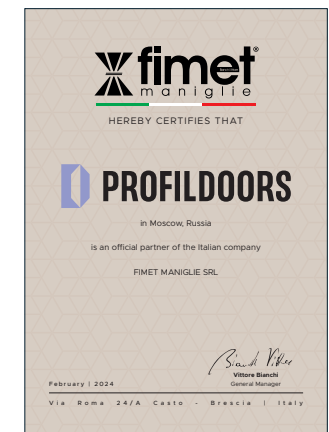 fimet®
maniglie
HEREBY CERTIFIES THAT
PROFILDOORS
in Moscow, Russia
is an official partner of the Italian company
FIMET MANIGLIE SRL
Vittore Bianchi
February | 2024 General Manager
Via Roma 24/A Casto - Brescia | Italy